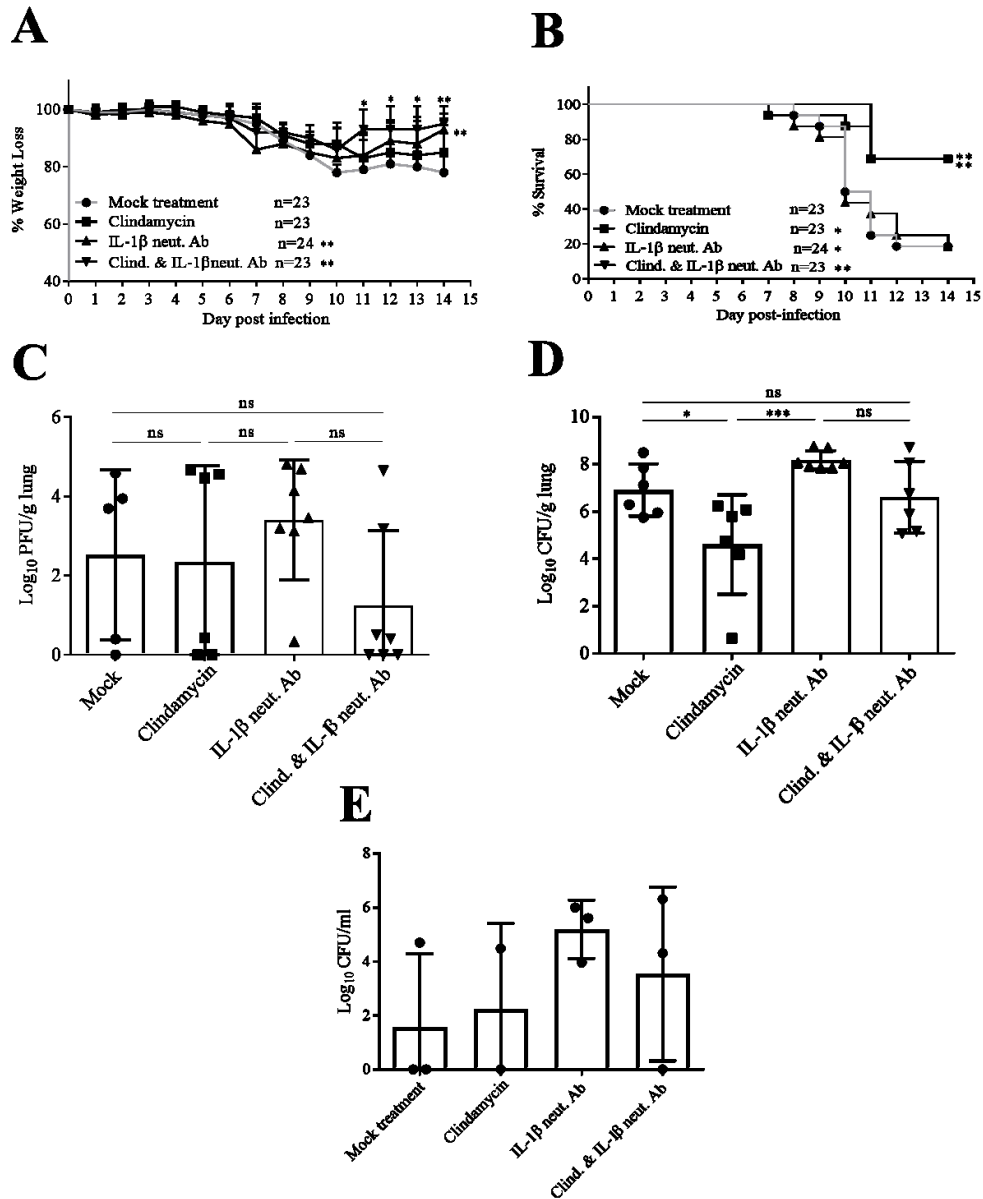 A
% Weight Loss
100
80
60
40
* * * **
**
Mock treatment n=23
Clindamycin n=23
IL-1β neut. Ab n=24 **
Clind. & IL-1βneut. Ab n=23 **
0 1 2 3 4 5 6 7 8 9 10 11 12 13 14 15
Day post infection
B
% Survival
100
80
60
40
20
0
**
**
Mock treatment n=23
Clindamycin n=23 *
IL-1β neut. Ab n=24 *
Clind. & IL-1β neut. Ab n=23 **
0 1 2 3 4 5 6 7 8 9 10 11 12 13 14 15
Day post-infection
C
Log10 PFU/g lung
6
4
2
0
ns
ns ns ns
Mock
Clindamycin
IL-1β neut. Ab
Clind. & IL-1β neut. Ab
D
Log10 CFU/g lung
10
8
6
4
2
0
ns
* *** ns
Mock
Clindamycin
IL-1β neut. Ab
Clind. & IL-1β neut. Ab
E
Log10 CFU/ml
8
6
4
2
0
Mock treatment
Clindamycin
IL-1β neut. Ab
Clind. & IL-1β neut. Ab